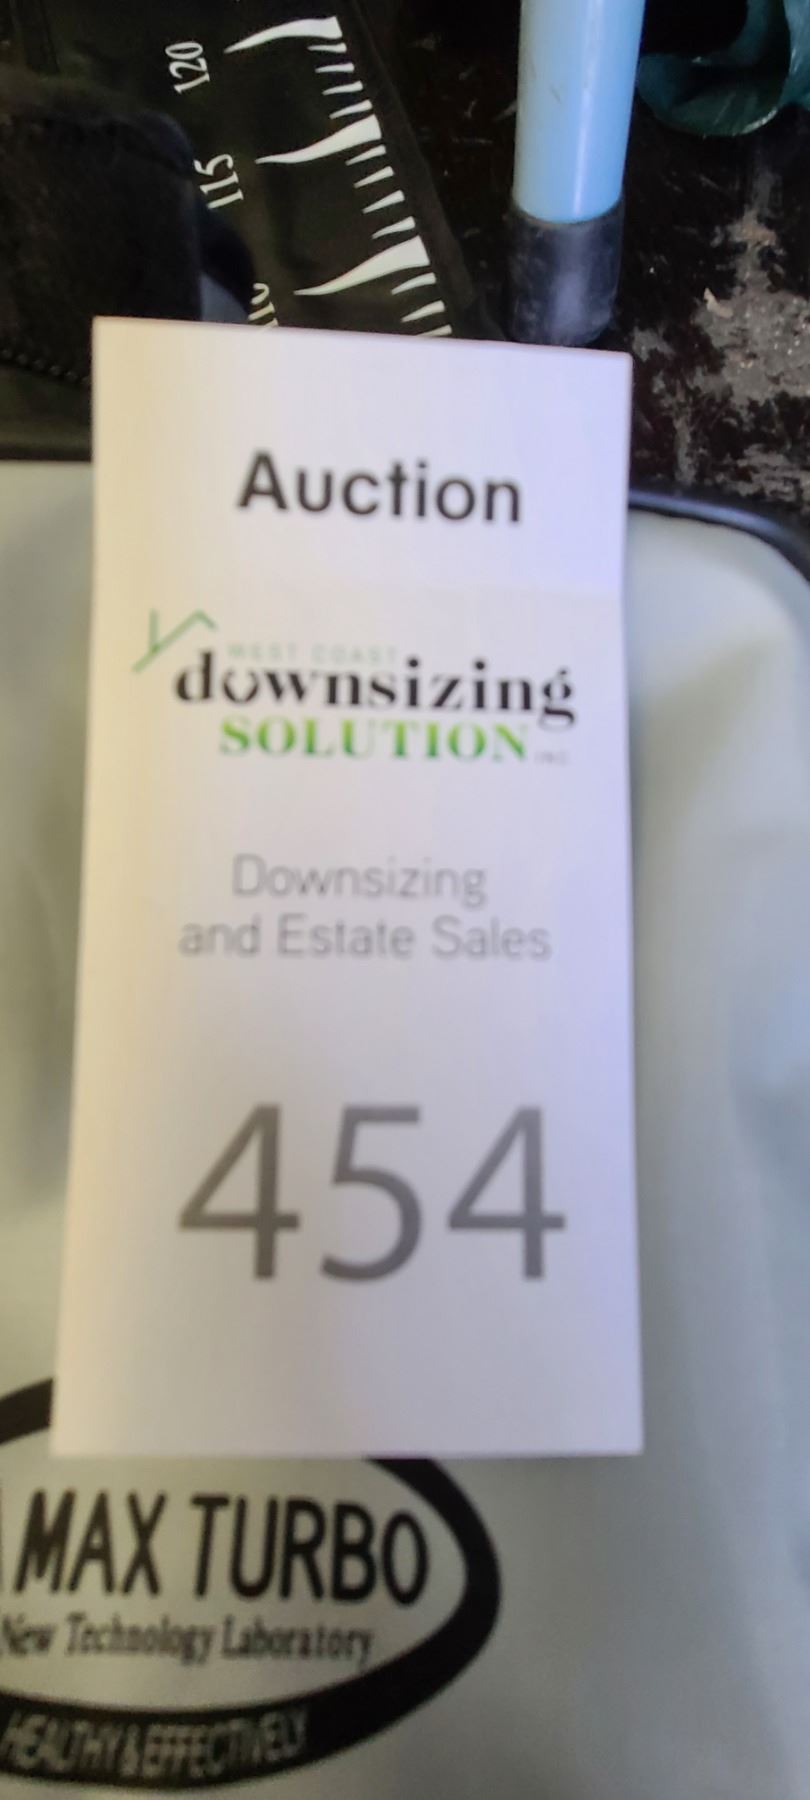 120
115
Auction
WEST COAST
downsizing
SOLUTION INC
Downsizing
and Estate Sales
454
MAX TURBO
New Technology Laboratory
HEALTHY & EFFECTIVELY